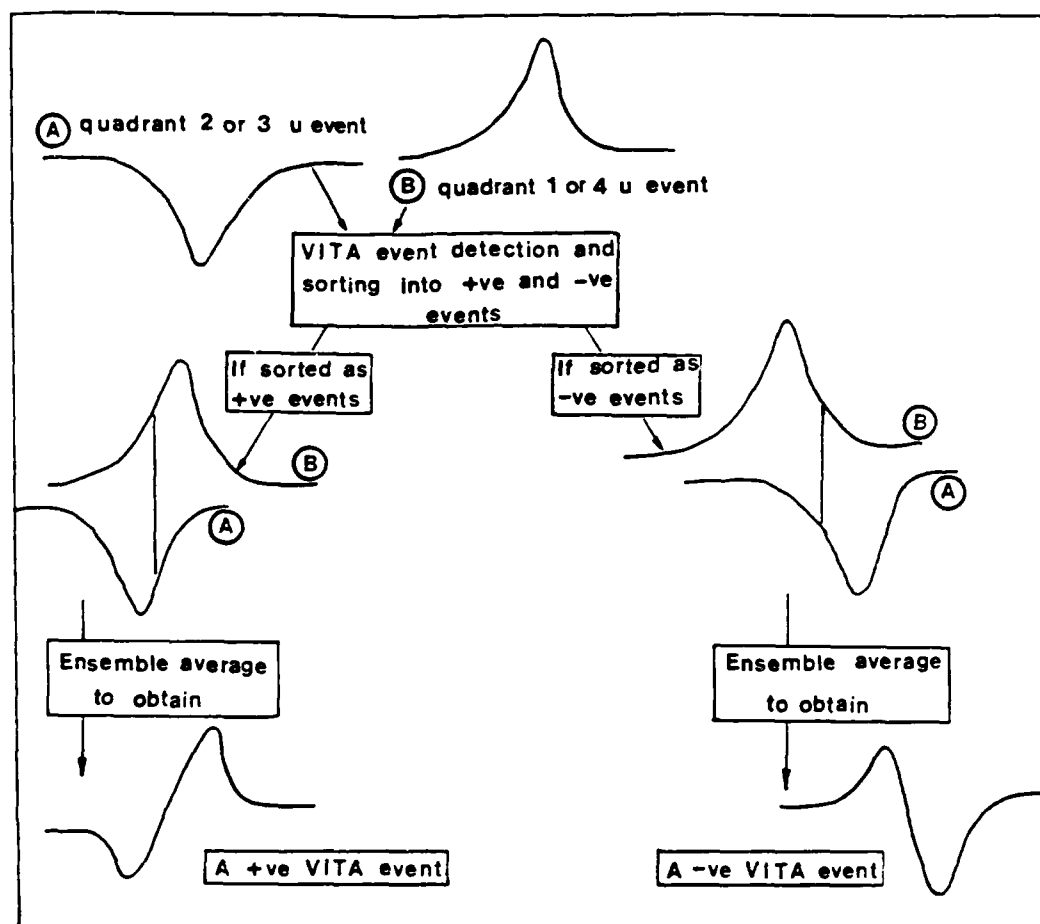 A quadrant 2 or 3 u event
B quadrant 1 or 4 u event
VITA event detection and
sorting into +ve and -ve
events
If sorted as
+ve events
If sorted as
-ve events
B
A
B
A
Ensemble average
to obtain
Ensemble average
to obtain
A +ve VITA event
A -ve VITA event